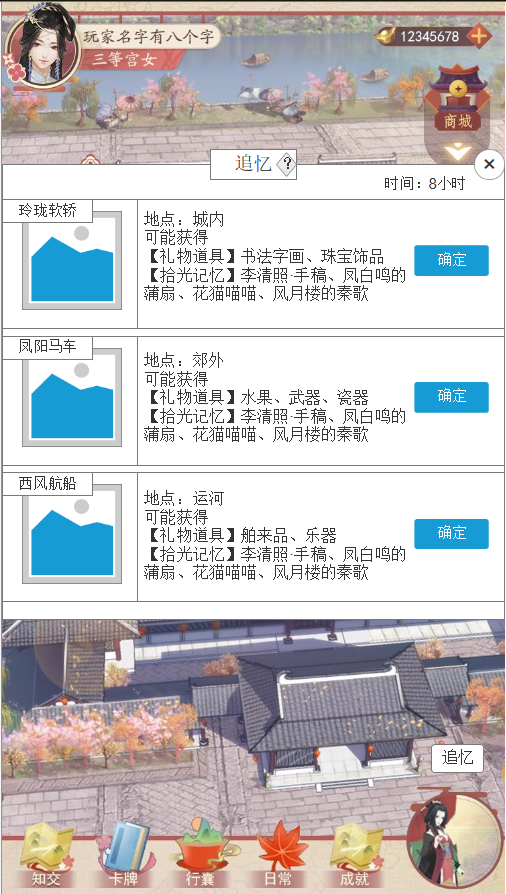 玩家名字有八个字
三等宫女
12345678
商城
追忆 ?
时间：8小时
玲珑软轿
地点：城内
可能获得
【礼物道具】书法字画、珠宝饰品
【拾光记忆】李清照·手稿、凤白鸣的
蒲扇、花猫喵喵、风月楼的秦歌
确定
凤阳马车
地点：郊外
可能获得
【礼物道具】水果、武器、瓷器
【拾光记忆】李清照·手稿、凤白鸣的
蒲扇、花猫喵喵、风月楼的秦歌
确定
西风航船
地点：运河
可能获得
【礼物道具】舶来品、乐器
【拾光记忆】李清照·手稿、凤白鸣的
蒲扇、花猫喵喵、风月楼的秦歌
确定
追忆
知交
卡牌
行囊
日常
成就